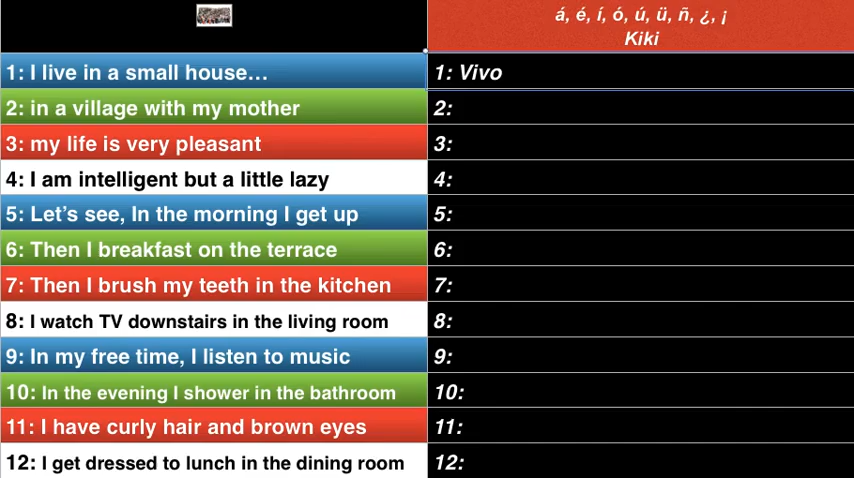 á, é, í, ó, ú, ü, ñ, ¿, ¡
Kiki
1: I live in a small house…
1: Vivo
2: in a village with my mother
2:
3: my life is very pleasant
3:
4: I am intelligent but a little lazy
4:
5: Let’s see, In the morning I get up
5:
6: Then I breakfast on the terrace
6:
7: Then I brush my teeth in the kitchen
7:
8: I watch TV downstairs in the living room
8:
9: In my free time, I listen to music
9:
10: In the evening I shower in the bathroom
10:
11: I have curly hair and brown eyes
11:
12: I get dressed to lunch in the dining room
12: